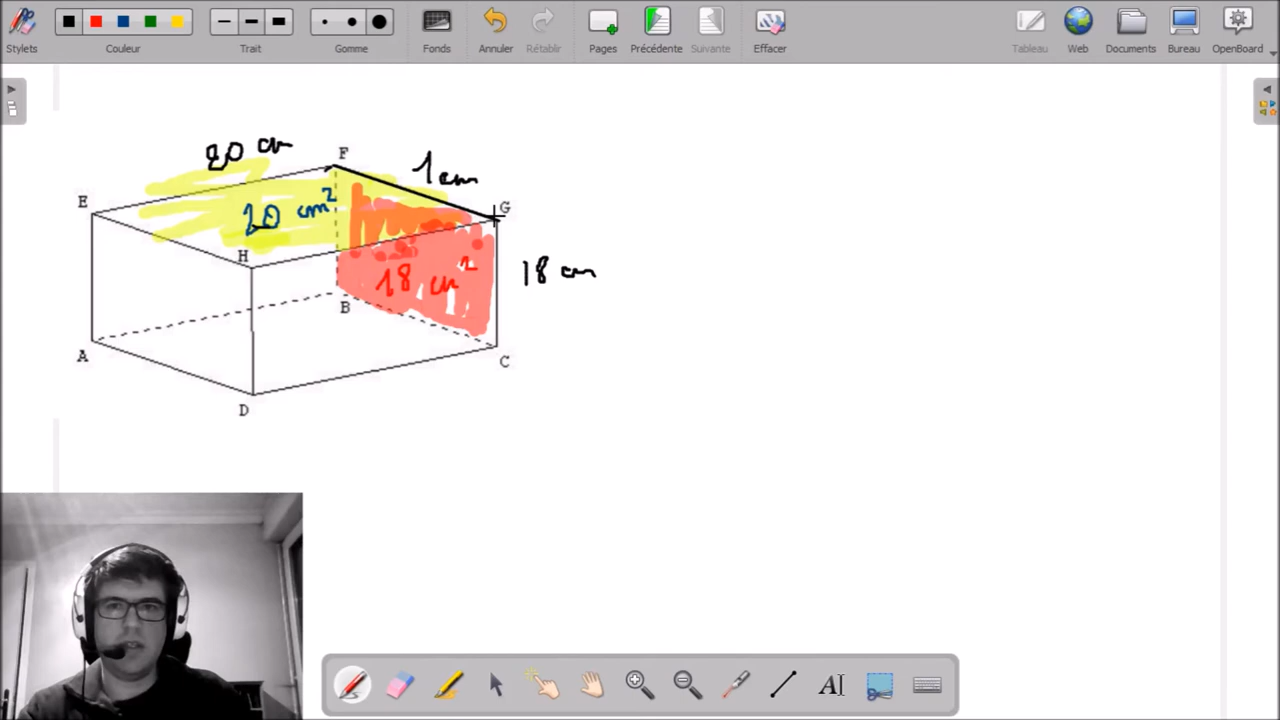 Stylets Couleur Trait Gomme Fonds Annuler Rétablir Pages Précédente Suivante Effacer Tableau Web Documents Bureau OpenBoard
20 cm
F
1 cm
E
20 cm²
G
H
18 cm²
18 cm
B
A
C
D
AI